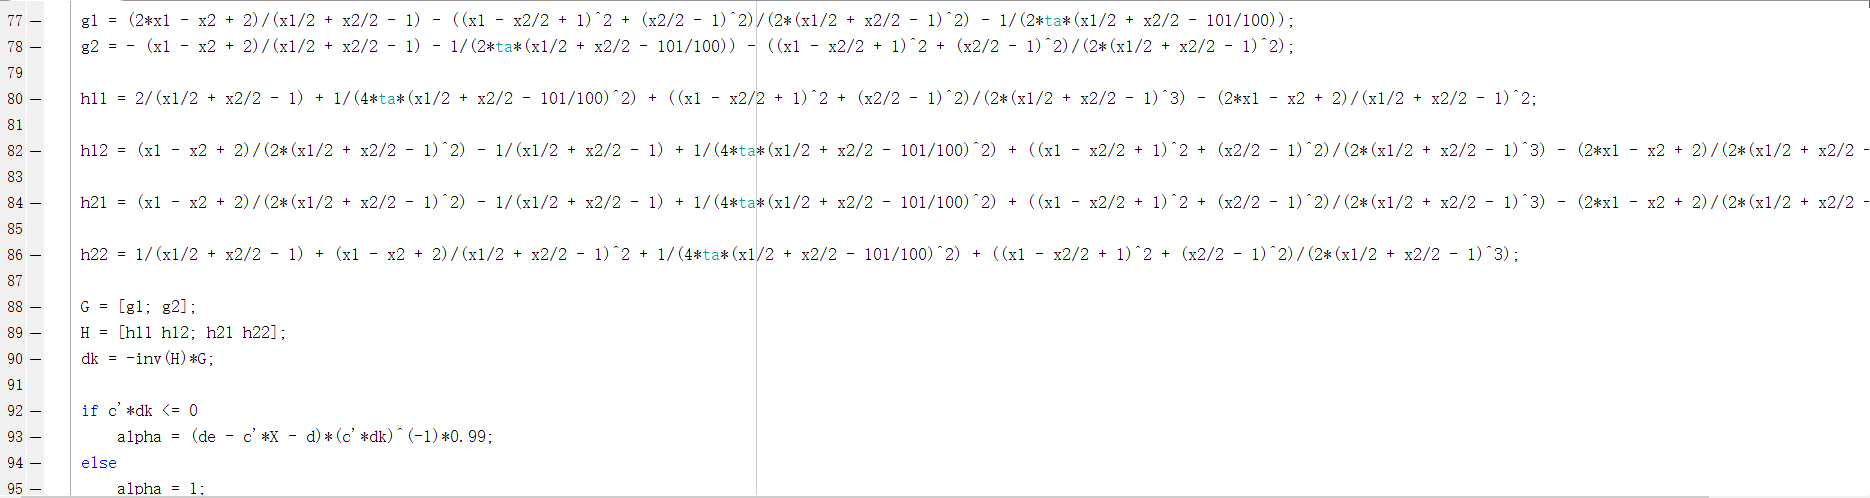 77 g1 = (2*x1 - x2 + 2)/(x1/2 + x2/2 - 1) - ((x1 - x2/2 + 1)^2 + (x2/2 - 1)^2)/(2*(x1/2 + x2/2 - 1)^2) - 1/(2*ta*(x1/2 + x2/2 - 101/100));
78 — g2 = - (x1 - x2 + 2)/(x1/2 + x2/2 - 1) - 1/(2*ta*(x1/2 + x2/2 - 101/100)) - ((x1 - x2/2 + 1)^2 + (x2/2 - 1)^2)/(2*(x1/2 + x2/2 - 1)^2);
79
80 — h11 = 2/(x1/2 + x2/2 - 1) + 1/(4*ta*(x1/2 + x2/2 - 101/100)^2) + ((x1 - x2/2 + 1)^2 + (x2/2 - 1)^2)/(2*(x1/2 + x2/2 - 1)^3) - (2*x1 - x2 + 2)/(x1/2 + x2/2 - 1)^2;
81
82 — h12 = (x1 - x2 + 2)/(2*(x1/2 + x2/2 - 1)^2) - 1/(x1/2 + x2/2 - 1) + 1/(4*ta*(x1/2 + x2/2 - 101/100)^2) + ((x1 - x2/2 + 1)^2 + (x2/2 - 1)^2)/(2*(x1/2 + x2/2 - 1)^3) - (2*x1 - x2 + 2)/(2*(x1/2 + x2/2 -
83
84 — h21 = (x1 - x2 + 2)/(2*(x1/2 + x2/2 - 1)^2) - 1/(x1/2 + x2/2 - 1) + 1/(4*ta*(x1/2 + x2/2 - 101/100)^2) + ((x1 - x2/2 + 1)^2 + (x2/2 - 1)^2)/(2*(x1/2 + x2/2 - 1)^3) - (2*x1 - x2 + 2)/(2*(x1/2 + x2/2 -
85
86 — h22 = 1/(x1/2 + x2/2 - 1) + (x1 - x2 + 2)/(x1/2 + x2/2 - 1)^2 + 1/(4*ta*(x1/2 + x2/2 - 101/100)^2) + ((x1 - x2/2 + 1)^2 + (x2/2 - 1)^2)/(2*(x1/2 + x2/2 - 1)^3);
87
88 — G = [g1; g2];
89 — H = [h11 h12; h21 h22];
90 — dk = -inv(H)*G;
91
92 — if c'*dk <= 0
93 — alpha = (de - c'*X - d)*(c'*dk)^(-1)*0.99;
94 — else
95 — alpha = 1;